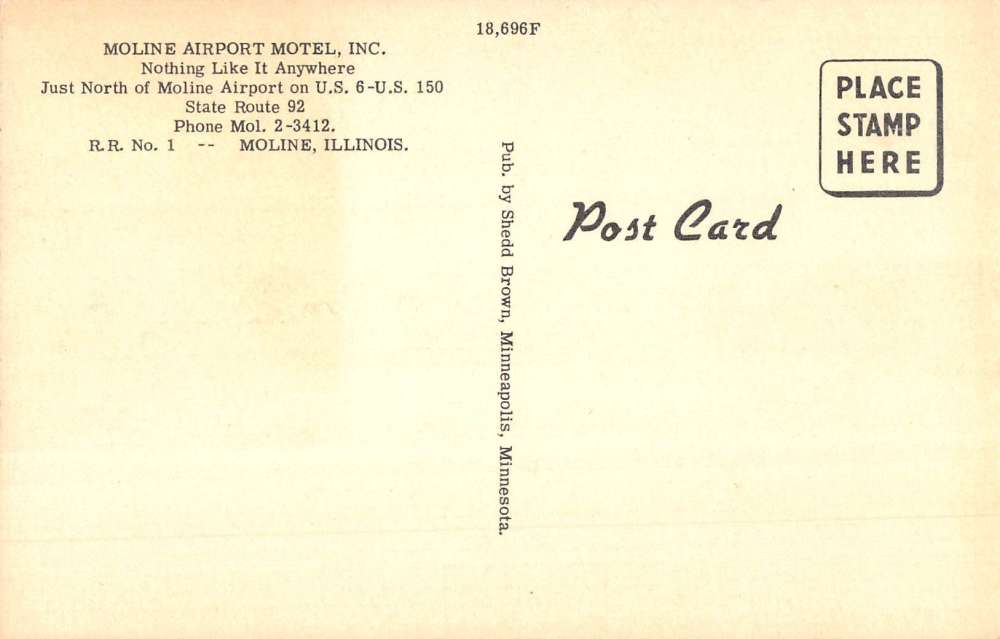 18,696F
MOLINE AIRPORT MOTEL, INC.
Nothing Like It Anywhere
Just North of Moline Airport on U.S. 6-U.S. 150
State Route 92
Phone Mol. 2-3412.
R.R. No. 1 -- MOLINE, ILLINOIS.
Pub. by Shedd Brown, Minneapolis, Minnesota.
Post Card
PLACE
STAMP
HERE